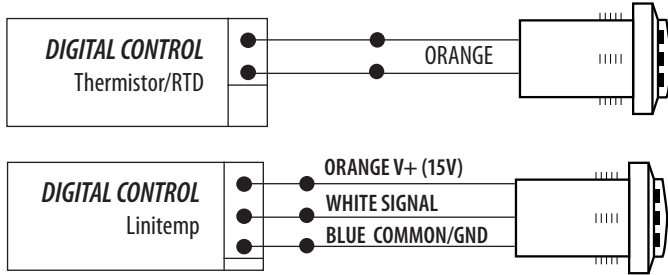 DIGITAL CONTROL
Thermistor/RTD
ORANGE
DIGITAL CONTROL
Linitemp
ORANGE V+ (15V)
WHITE SIGNAL
BLUE COMMON/GND